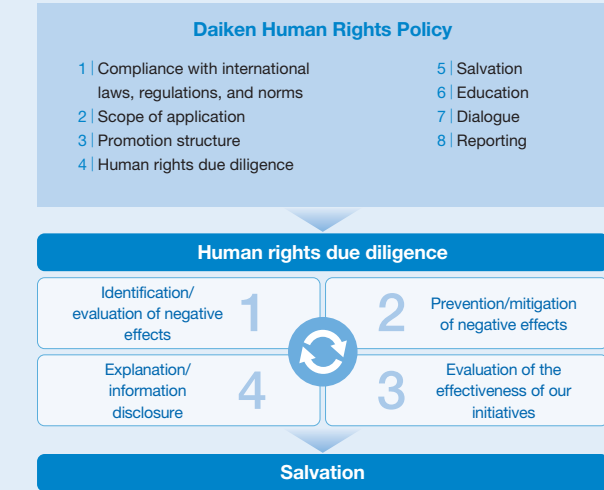 Daiken Human Rights Policy
1 | Compliance with international
laws, regulations, and norms
2 | Scope of application
3 | Promotion structure
4 | Human rights due diligence
5 | Salvation
6 | Education
7 | Dialogue
8 | Reporting
Human rights due diligence
Identification/
evaluation of negative
effects
1
2
Prevention/mitigation
of negative effects
Explanation/
information
disclosure
4
3
Evaluation of the
effectiveness of our
initiatives
Salvation